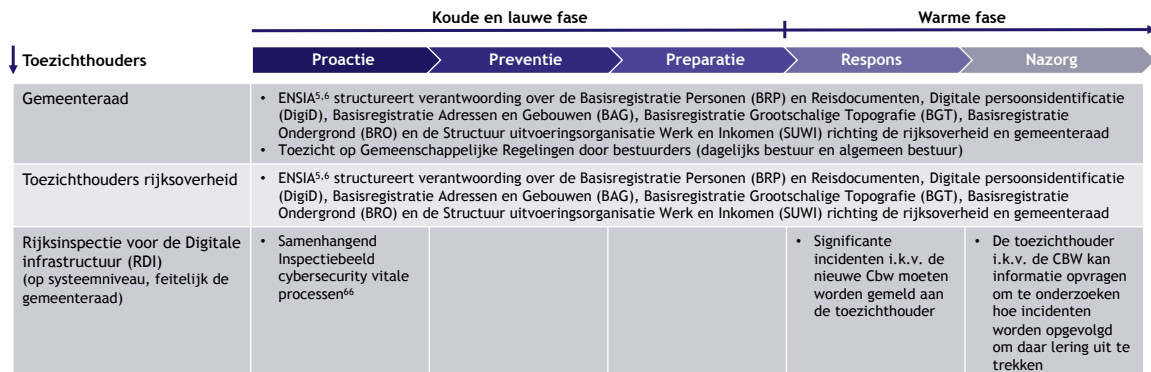 Koude en lauwe fase
Warme fase
Toezichthouders
Proactie
Preventie
Preparatie
Respons
Nazorg
Gemeenteraad
• ENSIA5,6 structureert verantwoording over de Basisregistratie Personen (BRP) en Reisdocumenten, Digitale persoonsidentificatie
(DigiD), Basisregistratie Adressen en Gebouwen (BAG), Basisregistratie Grootschalige Topografie (BGT), Basisregistratie
Ondergrond (BRO) en de Structuur uitvoeringsorganisatie Werk en Inkomen (SUWI) richting de rijksoverheid en gemeenteraad
• Toezicht op Gemeenschappelijke Regelingen door bestuurders (dagelijks bestuur en algemeen bestuur)
Toezichthouders rijksoverheid
• ENSIA5,6 structureert verantwoording over de Basisregistratie Personen (BRP) en Reisdocumenten, Digitale persoonsidentificatie
(DigiD), Basisregistratie Adressen en Gebouwen (BAG), Basisregistratie Grootschalige Topografie (BGT), Basisregistratie
Ondergrond (BRO) en de Structuur uitvoeringsorganisatie Werk en Inkomen (SUWI) richting de rijksoverheid en gemeenteraad
Rijksinspectie voor de Digitale
infrastructuur (RDI)
(op systeemniveau, feitelijk de
gemeenteraad)
• Samenhangend
Inspectiebeeld
cybersecurity vitale
processen66
• Significante
incidenten i.k.v. de
nieuwe Cbw moeten
worden gemeld aan
de toezichthouder
• De toezichthouder
i.k.v. de CBW kan
informatie opvragen
om te onderzoeken
hoe incidenten
worden opgevolgd
om daar lering uit te
trekken